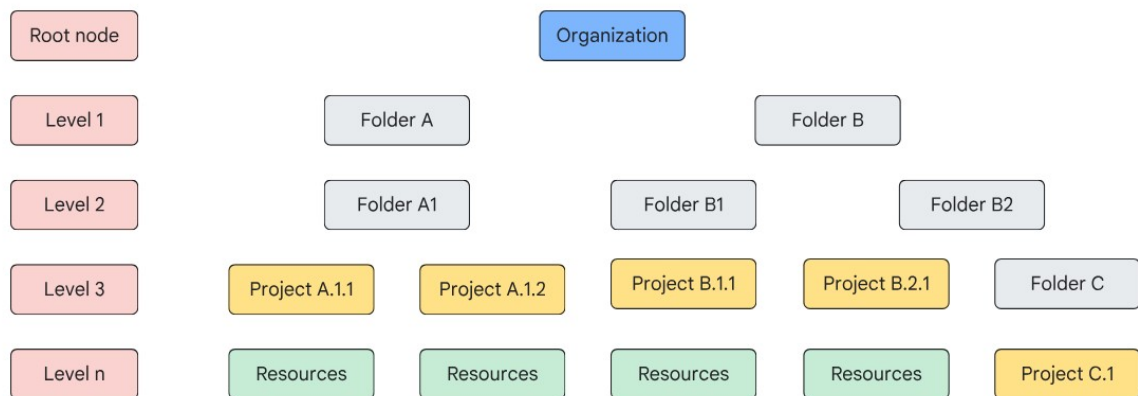 Root node
Organization
Level 1
Folder A
Folder B
Level 2
Folder A1
Folder B1
Folder B2
Level 3
Project A.1.1
Project A.1.2
Project B.1.1
Project B.2.1
Folder C
Level n
Resources
Resources
Resources
Resources
Project C.1